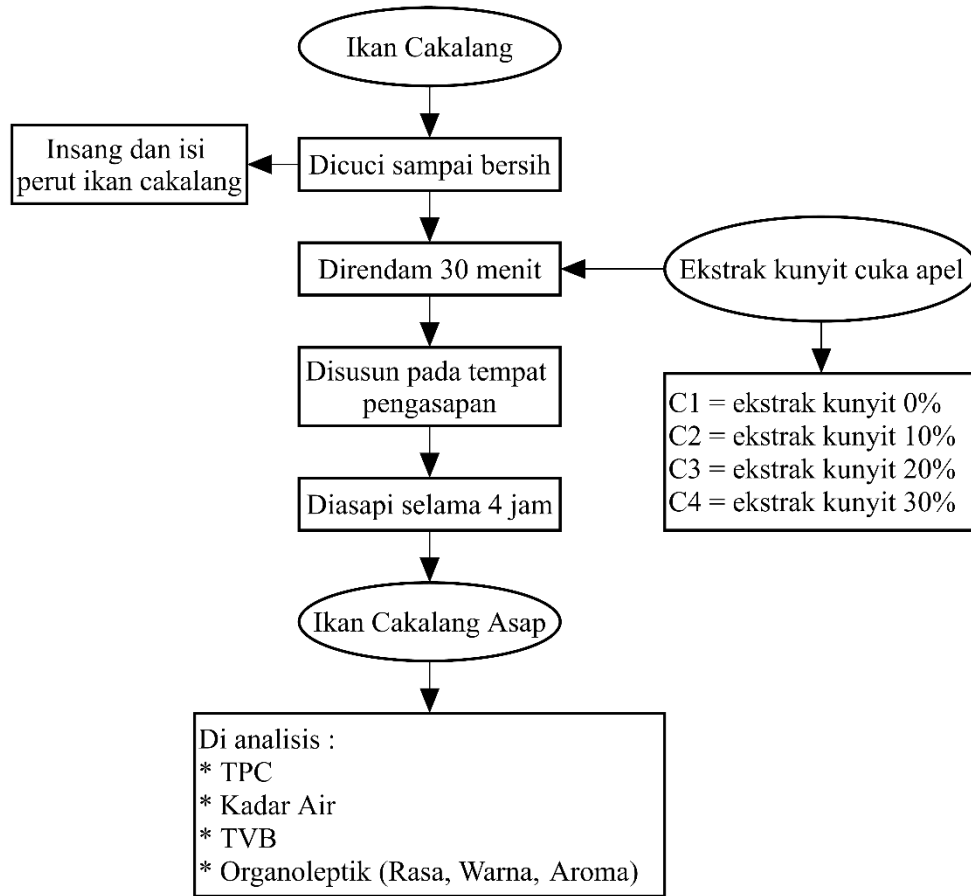 Ikan Cakalang
Insang dan isi
perut ikan cakalang
Dicuci sampai bersih
Direndam 30 menit
Ekstrak kunyit cuka apel
Disusun pada tempat
pengasapan
C1 = ekstrak kunyit 0%
C2 = ekstrak kunyit 10%
C3 = ekstrak kunyit 20%
C4 = ekstrak kunyit 30%
Diasapi selama 4 jam
Ikan Cakalang Asap
Di analisis :
* TPC
* Kadar Air
* TVB
* Organoleptik (Rasa, Warna, Aroma)